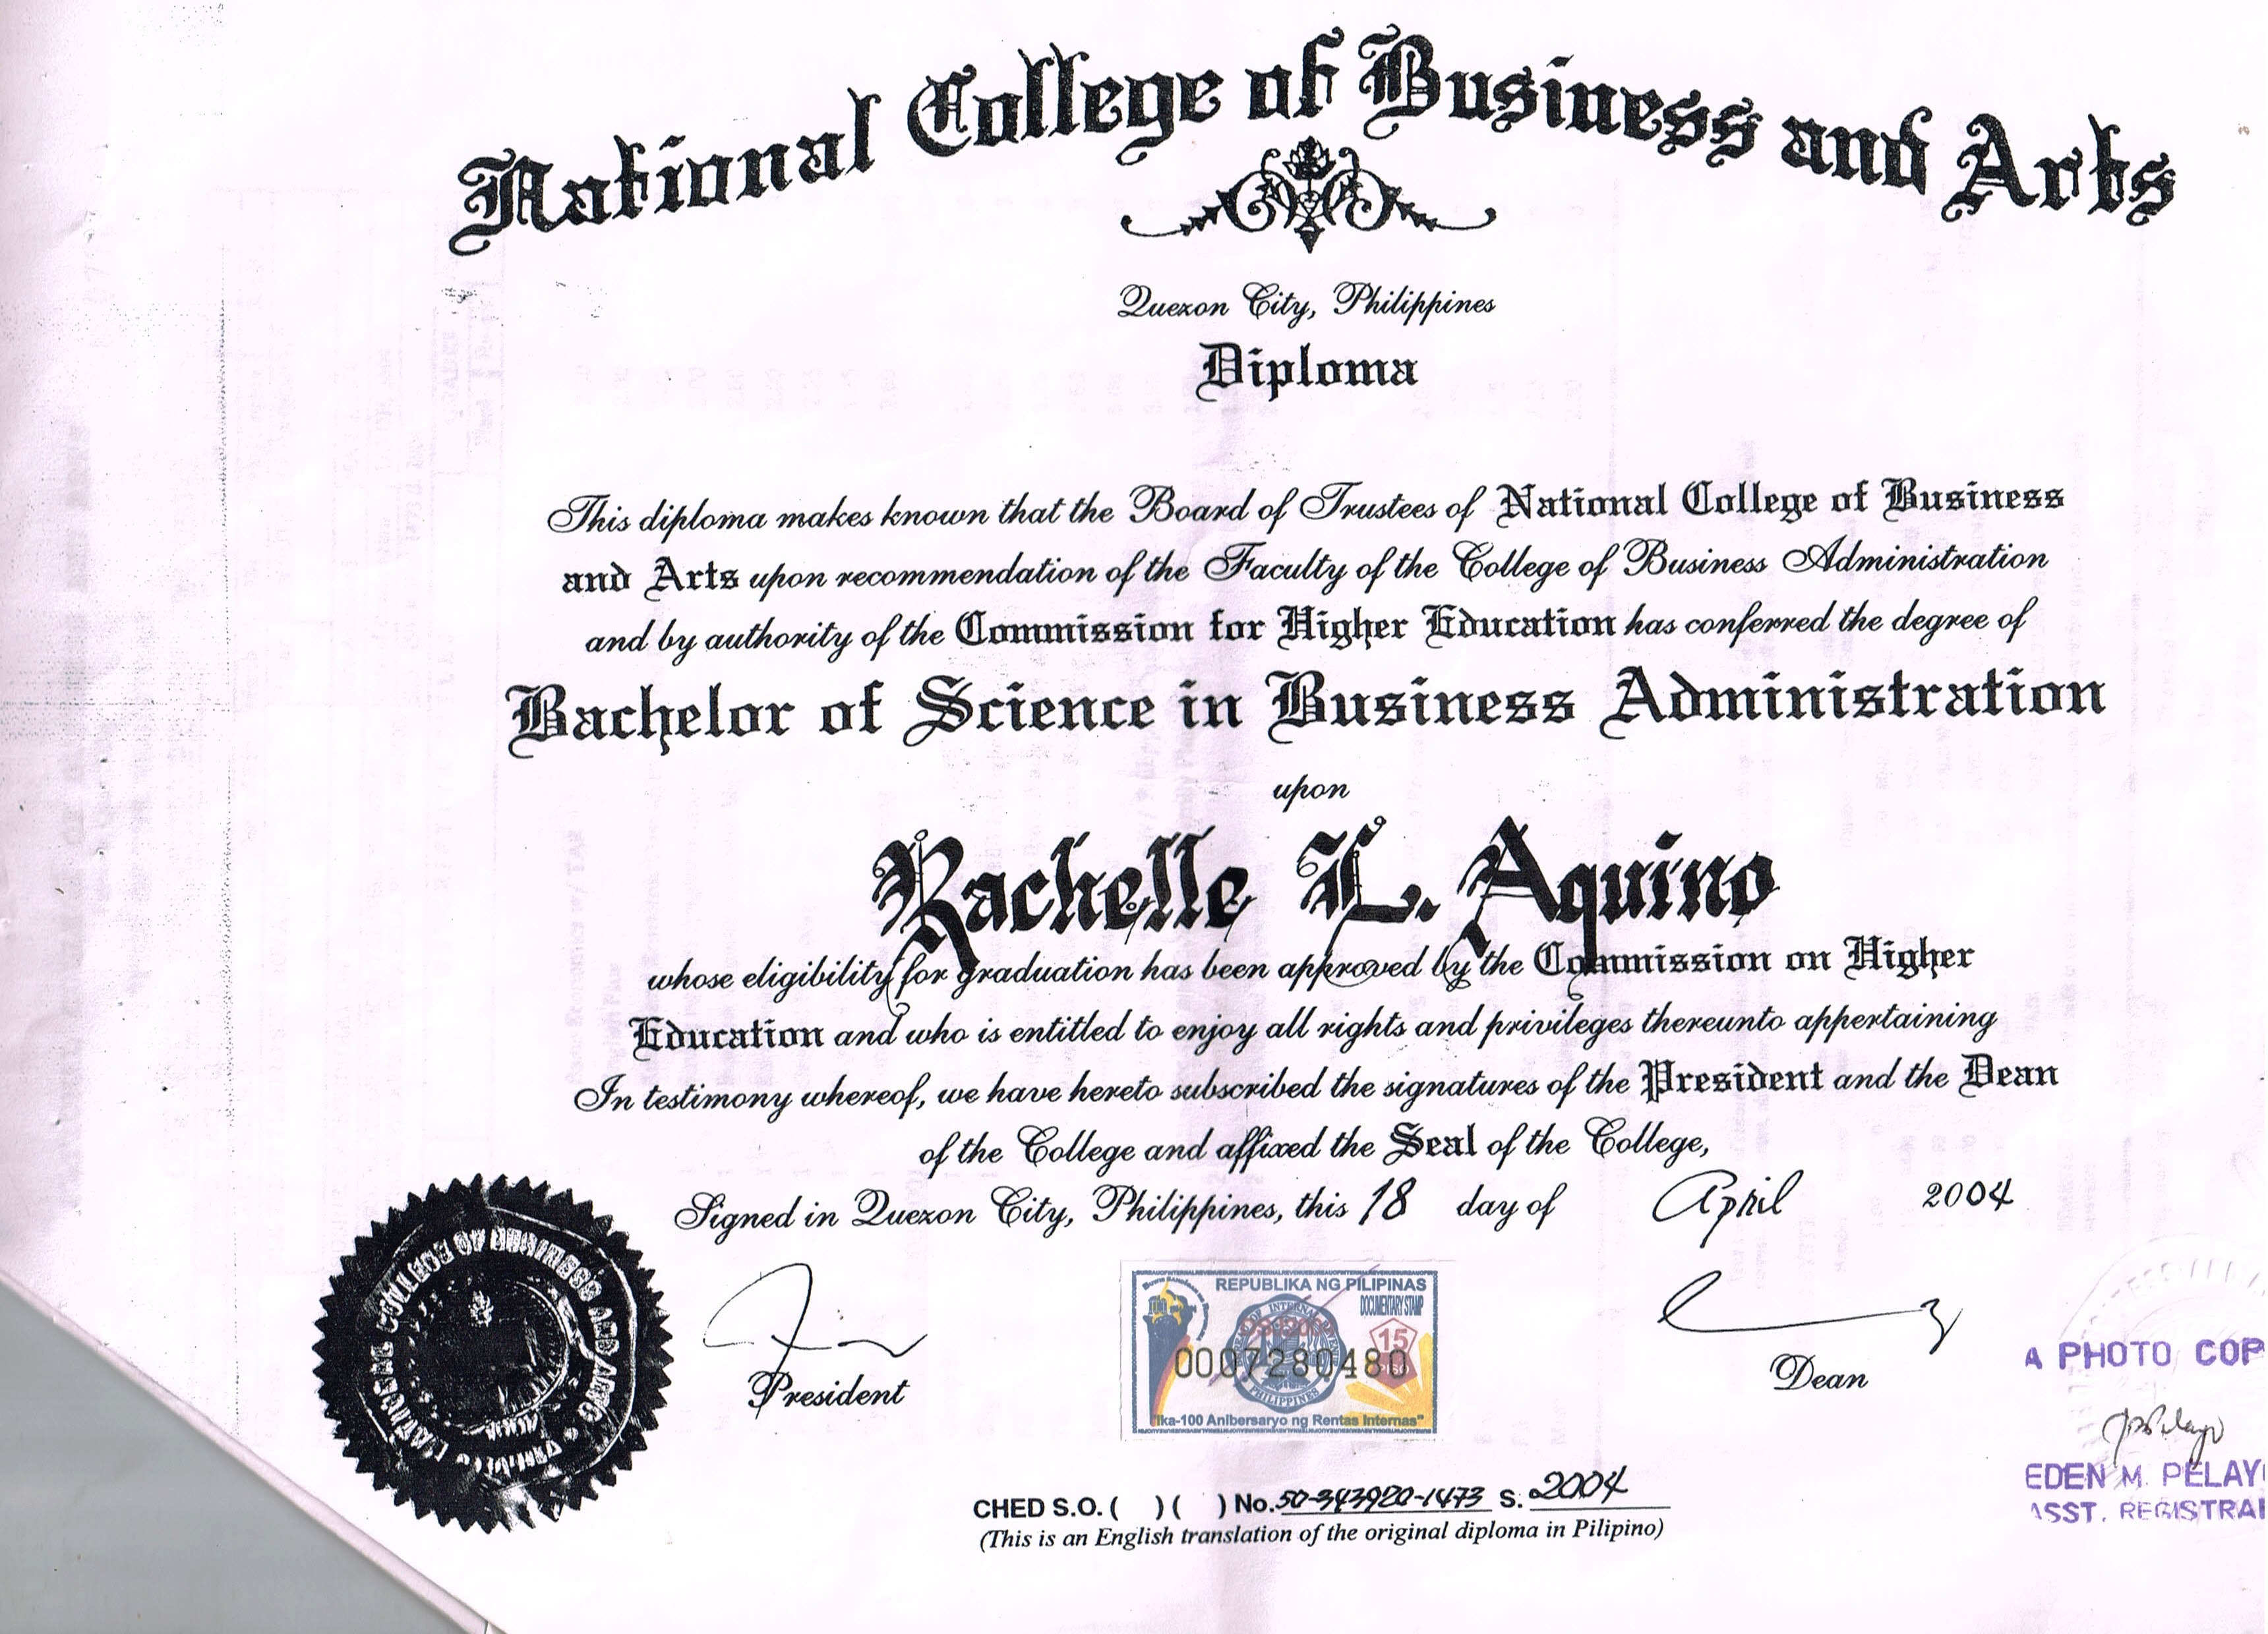 National College of Business and Arts
Quezon City, Philippines
Diploma
This diploma makes known that the Board of Trustees of National College of Business
and Arts upon recommendation of the Faculty of the College of Business Administration
and by authority of the Commission for Higher Education has conferred the degree of
Bachelor of Science in Business Administration
upon
Rachelle L. Aquino
whose eligibility for graduation has been approved by the Commission on Higher
Education and who is entitled to enjoy all rights and privileges thereunto appertaining
In testimony whereof, we have hereto subscribed the signatures of the President and the Dean
of the College and affixed the Seal of the College,
Signed in Quezon City, Philippines, this 18 day of April 2004
NATIONAL COLLEGE OF BUSINESS AND ARTS
President
REPUBLIKA NG PILIPINAS
DOCUMENTARY STAMP
15
0007280480
PHILIPPINES
"Ika-100 Anibersaryo ng Rentas Internas"
Dean
A PHOTO COP
EDEN M. PELAY
ASST. REGISTRA
CHED S.O. ( ) ( ) No. 50-343920-1473 S. 2004
(This is an English translation of the original diploma in Pilipino)